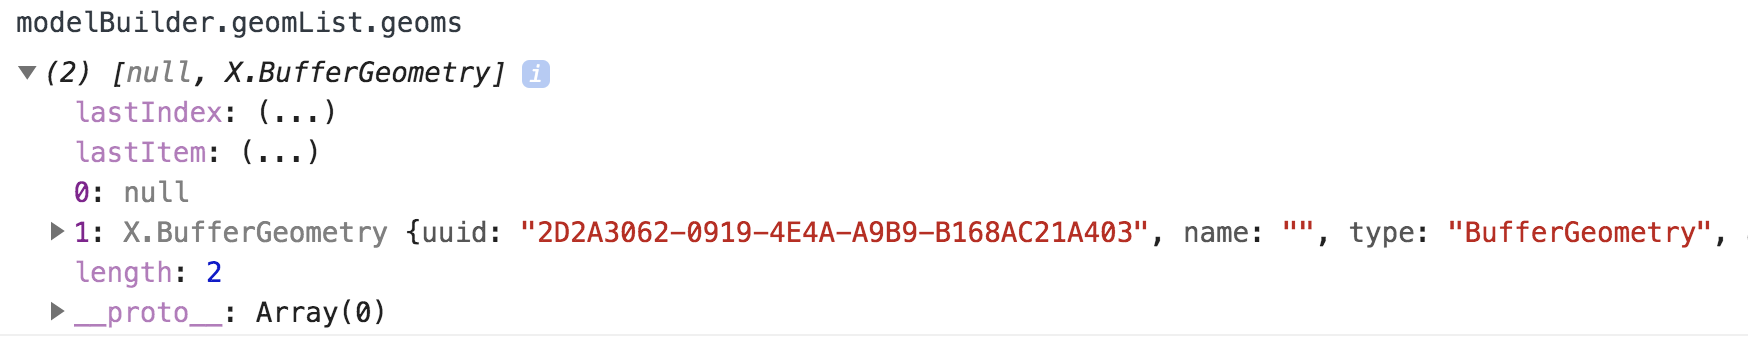 modelBuilder.geomList.geoms
(2) [null, X.BufferGeometry] i
lastIndex: (...)
lastItem: (...)
0: null
1: X.BufferGeometry {uuid: "2D2A3062-0919-4E4A-A9B9-B168AC21A403", name: "", type: "BufferGeometry",
length: 2
__proto__: Array(0)